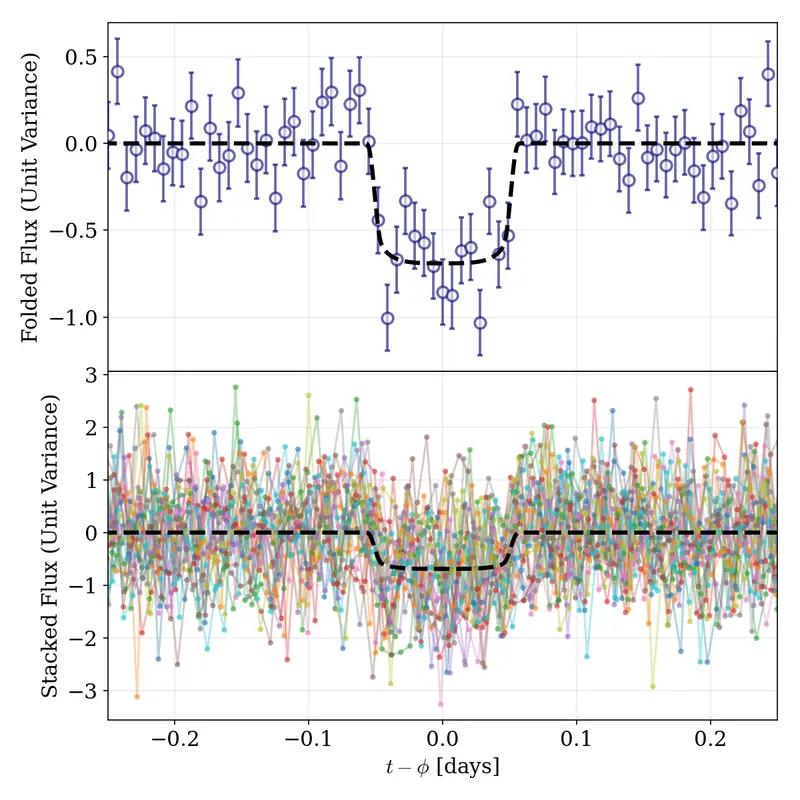 Folded Flux (Unit Variance)
0.5
0.0
−0.5
−1.0
Stacked Flux (Unit Variance)
3
2
1
0
−1
−2
−3
−0.2 −0.1 0.0 0.1 0.2
t − ϕ [days]